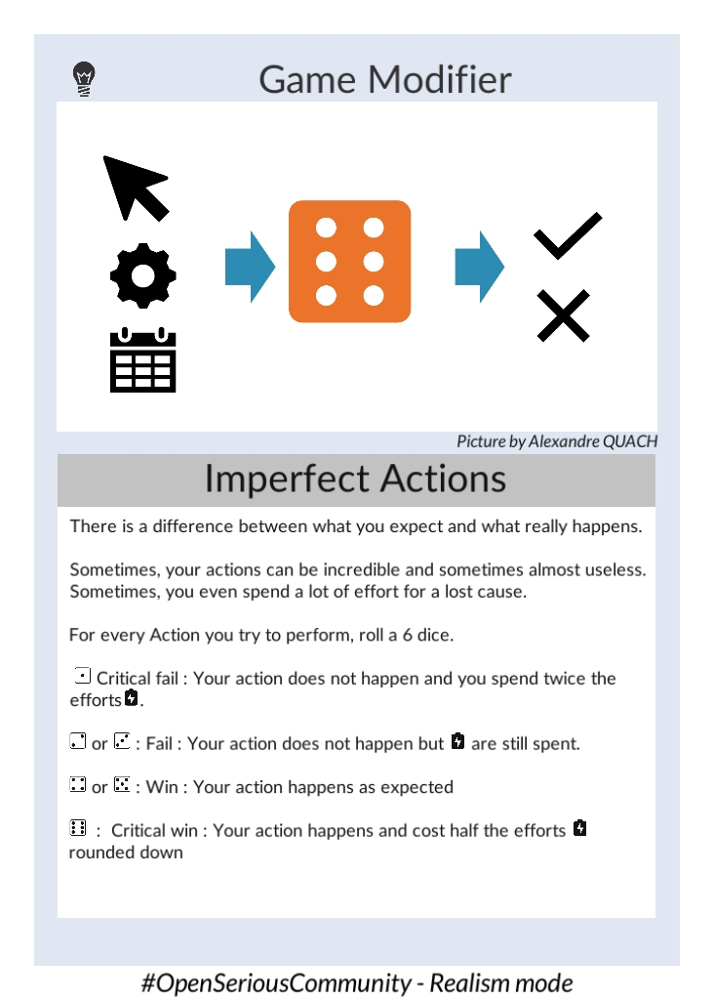 Game Modifier
Picture by Alexandre QUACH
Imperfect Actions
There is a difference between what you expect and what really happens.
Sometimes, your actions can be incredible and sometimes almost useless.
Sometimes, you even spend a lot of effort for a lost cause.
For every Action you try to perform, roll a 6 dice.
Critical fail : Your action does not happen and you spend twice the
efforts .
or : Fail : Your action does not happen but are still spent.
or : Win : Your action happens as expected
: Critical win : Your action happens and cost half the efforts
rounded down
#OpenSeriousCommunity - Realism mode